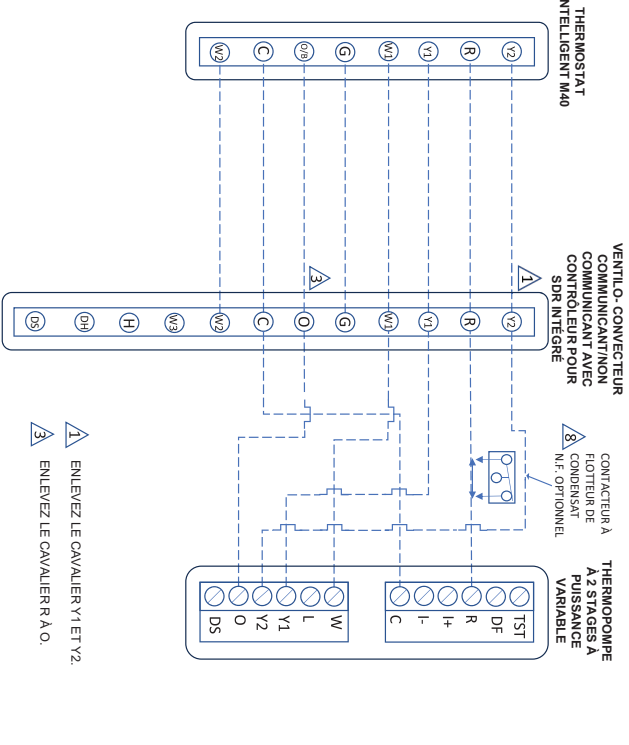 THERMOSTAT
INTELLIGENT M40
W2
C
O/B
G
W1
Y1
R
Y2
VENTILO- CONVECTEUR
COMMUNICANT/NON
COMMUNICANT AVEC
CONTRÔLEUR POUR
SDR INTÉGRÉ
DS
DH
H
W3
W2
C
O
G
W1
Y1
R
Y2
3
1
8
CONTACTEUR À
FLOTTEUR DE
CONDENSAT
N.F. OPTIONNEL
THERMOPOMPE
À 2 STAGES À
PUISSANCE
VARIABLE
DS
O
Y2
Y1
L
W
C
I-
I+
R
DF
TST
1 ENLEVEZ LE CAVALIER Y1 ET Y2.
3 ENLEVEZ LE CAVALIER R À O.